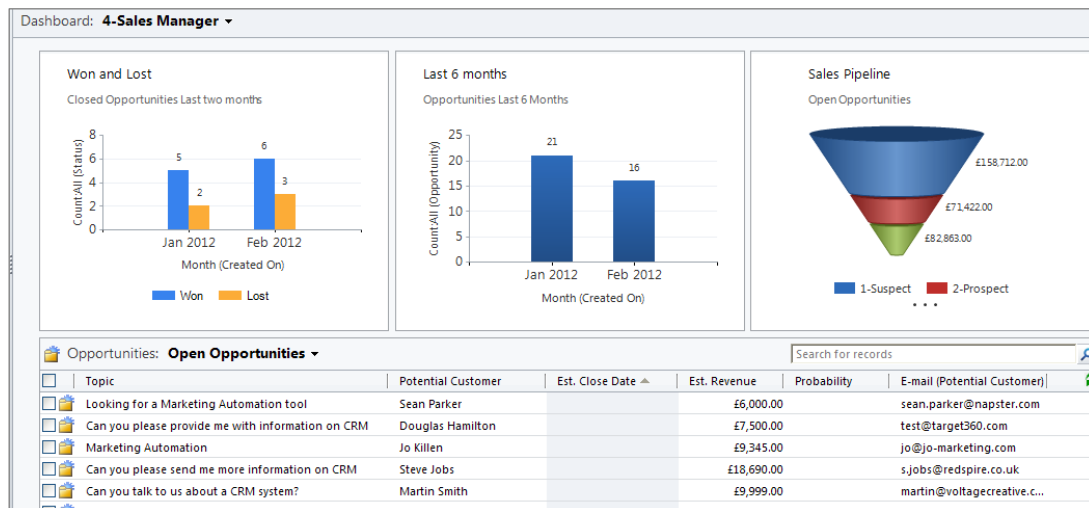 Dashboard: 4-Sales Manager
Won and Lost
Closed Opportunities Last two months
8
6
4
2
0
Count:All (Status)
5
2
6
3
Jan 2012 Feb 2012
Month (Created On)
Won Lost
Last 6 months
Opportunities Last 6 Months
25
20
15
10
5
0
Count:All (Opportunity)
21
16
Jan 2012 Feb 2012
Month (Created On)
Sales Pipeline
Open Opportunities
£158,712.00
£71,422.00
£82,863.00
1-Suspect 2-Prospect
Opportunities: Open Opportunities
Search for records
Topic Potential Customer Est. Close Date Est. Revenue Probability E-mail (Potential Customer)
Looking for a Marketing Automation tool Sean Parker £6,000.00 sean.parker@napster.com
Can you please provide me with information on CRM Douglas Hamilton £7,500.00 test@target360.com
Marketing Automation Jo Killen £9,345.00 jo@jo-marketing.com
Can you please send me more information on CRM Steve Jobs £18,690.00 s.jobs@redspire.co.uk
Can you talk to us about a CRM system? Martin Smith £9,999.00 martin@voltagecreative.c...